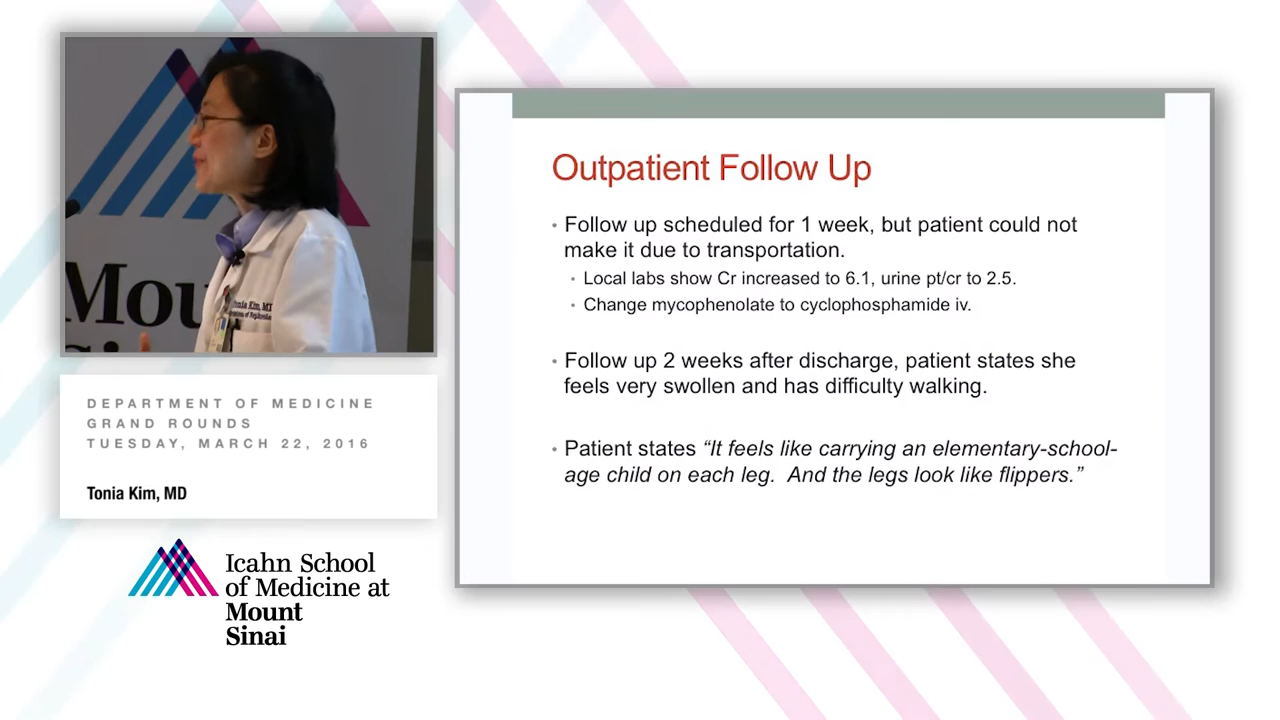 Mou
Tonia Kim, MD
DEPARTMENT OF MEDICINE
GRAND ROUNDS
TUESDAY, MARCH 22, 2016
Tonia Kim, MD
Icahn School
of Medicine at
Mount
Sinai
Outpatient Follow Up
• Follow up scheduled for 1 week, but patient could not
make it due to transportation.
• Local labs show Cr increased to 6.1, urine pt/cr to 2.5.
• Change mycophenolate to cyclophosphamide iv.
• Follow up 2 weeks after discharge, patient states she
feels very swollen and has difficulty walking.
• Patient states “It feels like carrying an elementary-school-
age child on each leg. And the legs look like flippers.”